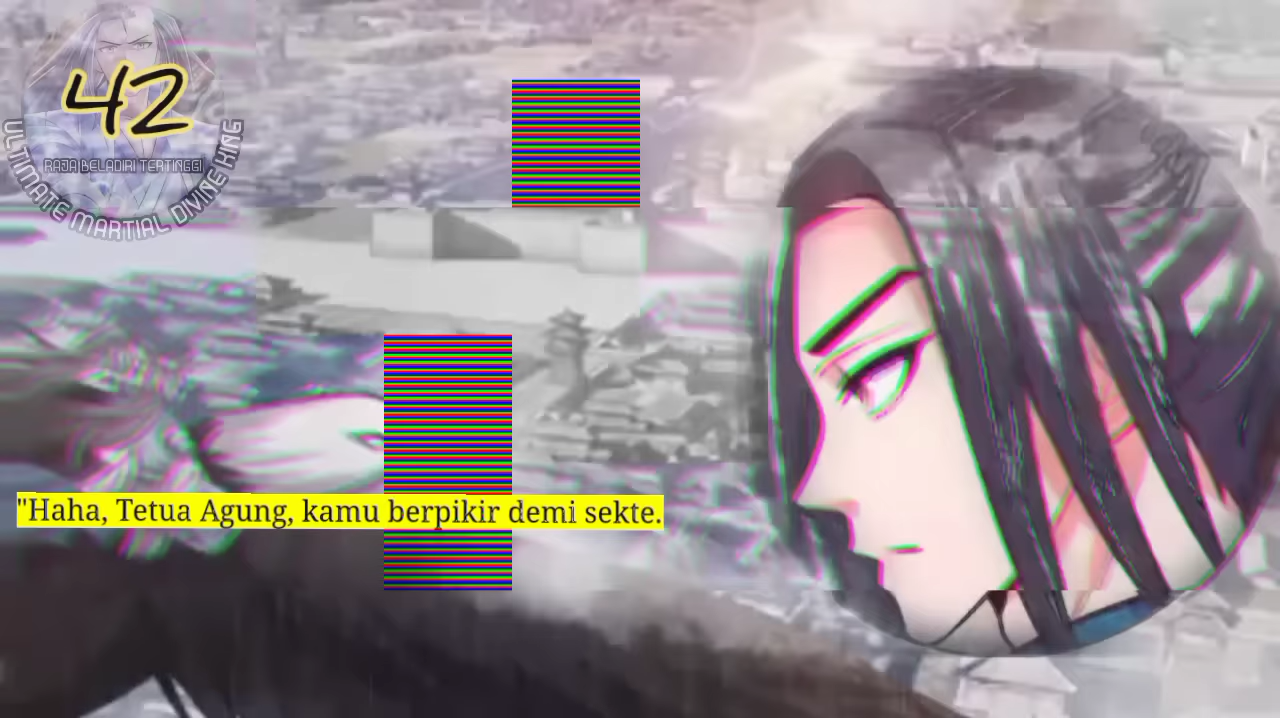 42
RAJA BELADIRI TERTINGGI
ULTIMATE MARTIAL DIVINE KING
"Haha, Tetua Agung, kamu berpikir demi sekte.